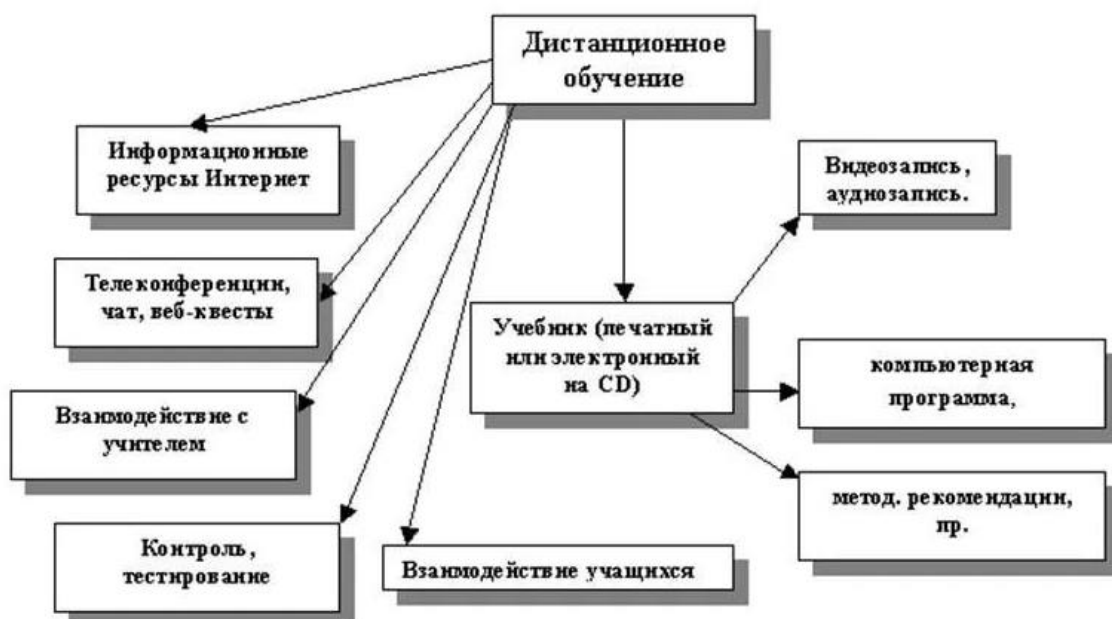 Дистанционное
обучение
Информационные
ресурсы Интернет
Видеозапись,
аудиозапись.
Телеконференции,
чат, веб-квесты
Учебник (печатный
или электронный
на CD)
компьютерная
программа,
Взаимодействие с
учителем
метод. рекомендации,
пр.
Контроль,
тестирование
Взаимодействие учащихся